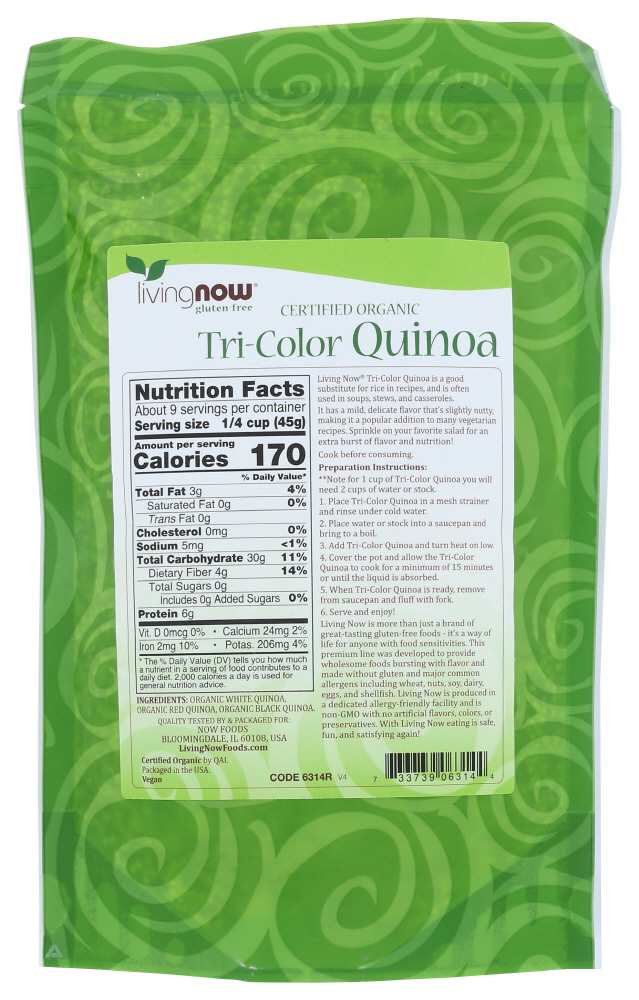 livingnow®
gluten free
CERTIFIED ORGANIC
Tri-Color Quinoa
Nutrition Facts
About 9 servings per container
Serving size 1/4 cup (45g)
Amount per serving
Calories 170
% Daily Value*
Total Fat 3g 4%
Saturated Fat 0g 0%
Trans Fat 0g
Cholesterol 0mg 0%
Sodium 5mg <1%
Total Carbohydrate 30g 11%
Dietary Fiber 4g 14%
Total Sugars 0g
Includes 0g Added Sugars 0%
Protein 6g
Vit. D 0mcg 0% • Calcium 24mg 2%
Iron 2mg 10% • Potas. 206mg 4%
* The % Daily Value (DV) tells you how much
a nutrient in a serving of food contributes to a
daily diet. 2,000 calories a day is used for
general nutrition advice.
INGREDIENTS: ORGANIC WHITE QUINOA,
ORGANIC RED QUINOA, ORGANIC BLACK QUINOA.
QUALITY TESTED BY & PACKAGED FOR:
NOW FOODS
BLOOMINGDALE, IL 60108, USA
LivingNowFoods.com
Certified Organic by QAI.
Packaged in the USA.
Vegan
CODE 6314R V4
Living Now® Tri-Color Quinoa is a good
substitute for rice in recipes, and is often
used in soups, stews, and casseroles.
It has a mild, delicate flavor that's slightly nutty,
making it a popular addition to many vegetarian
recipes. Sprinkle on your favorite salad for an
extra burst of flavor and nutrition!
Cook before consuming.
Preparation Instructions:
**Note for 1 cup of Tri-Color Quinoa you will
need 2 cups of water or stock.
1. Place Tri-Color Quinoa in a mesh strainer
and rinse under cold water.
2. Place water or stock into a saucepan and
bring to a boil.
3. Add Tri-Color Quinoa and turn heat on low.
4. Cover the pot and allow the Tri-Color
Quinoa to cook for a minimum of 15 minutes
or until the liquid is absorbed.
5. When Tri-Color Quinoa is ready, remove
from saucepan and fluff with fork.
6. Serve and enjoy!
Living Now is more than just a brand of
great-tasting gluten-free foods - it's a way of
life for anyone with food sensitivities. This
premium line was developed to provide
wholesome foods bursting with flavor and
made without gluten and major common
allergens including wheat, nuts, soy, dairy,
eggs, and shellfish. Living Now is produced in
a dedicated allergy-friendly facility and is
non-GMO with no artificial flavors, colors, or
preservatives. With Living Now eating is safe,
fun, and satisfying again!
7 33739 06314 4